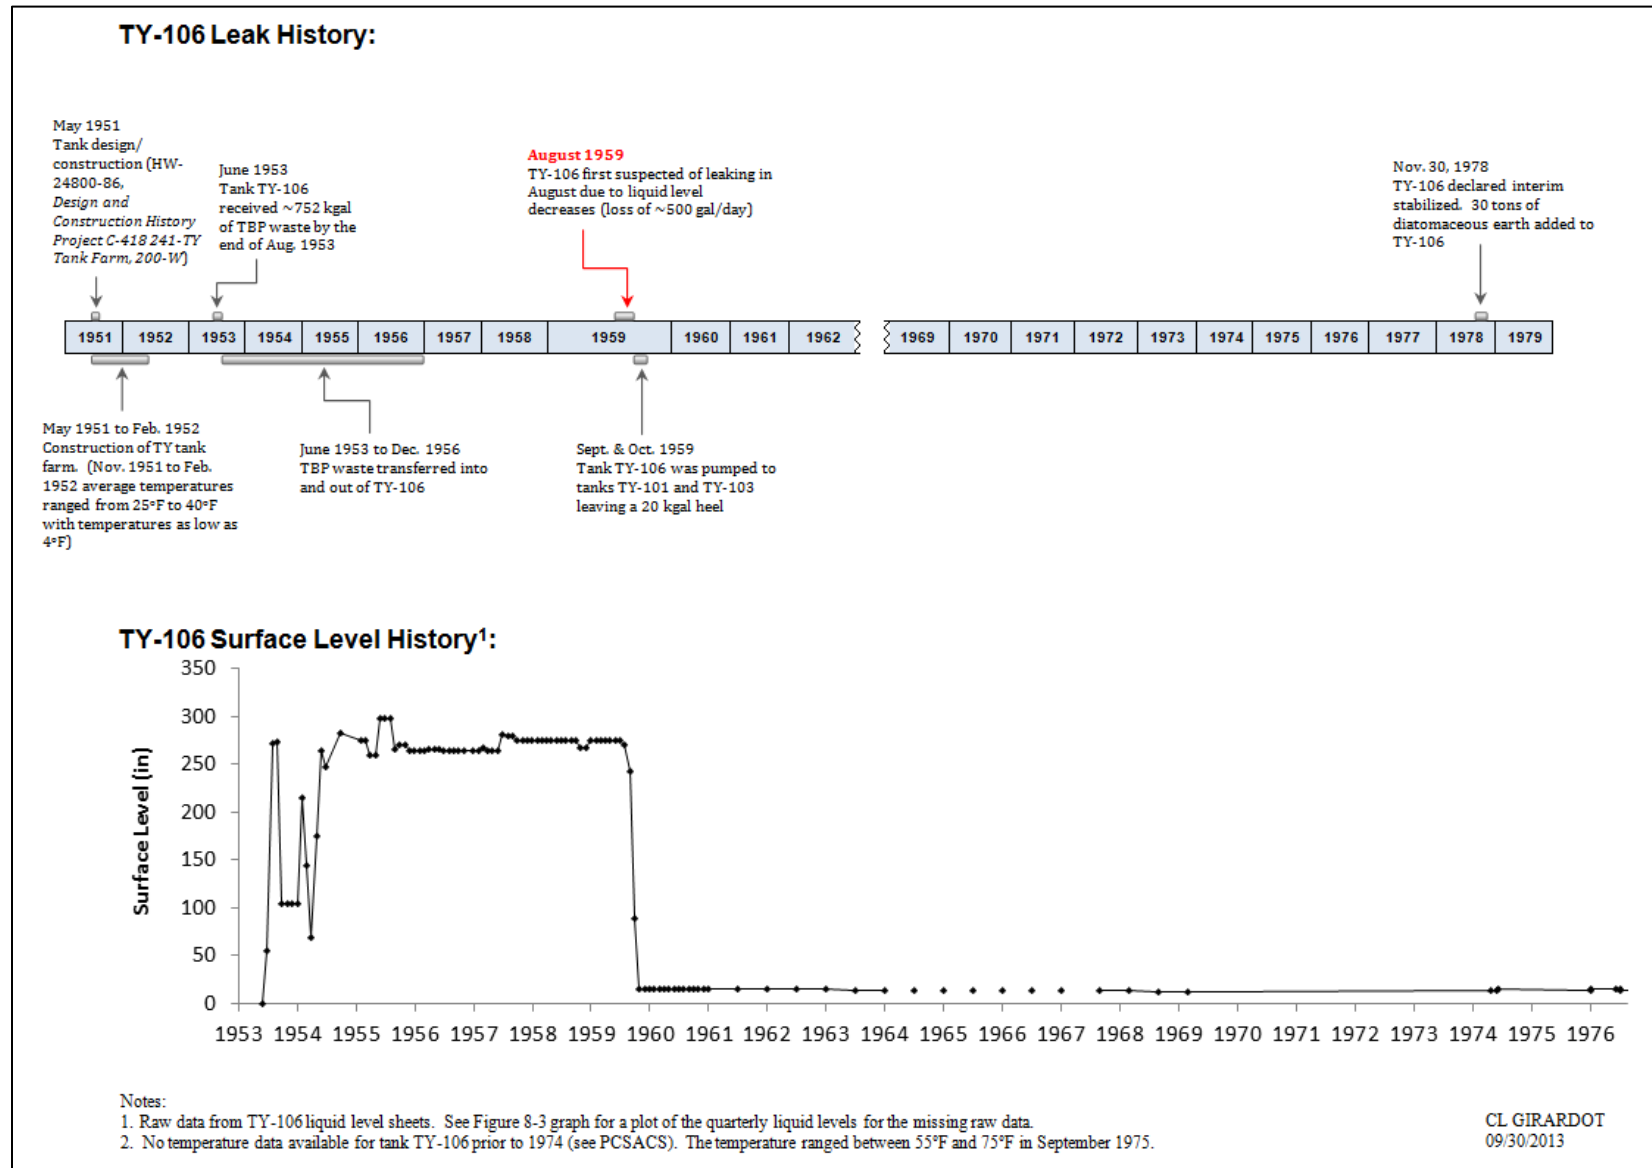 TY-106 Leak History:
May 1951
Tank design/
construction (HW-
24800-86,
Design and
Construction History
Project C-418 241-TY
Tank Farm, 200-W)
June 1953
Tank TY-106
received ~752 kgal
of TBP waste by the
end of Aug. 1953
August 1959
TY-106 first suspected of leaking in
August due to liquid level
decreases (loss of ~500 gal/day)
Nov. 30, 1978
TY-106 declared interim
stabilized. 30 tons of
diatomaceous earth added to
TY-106
1951 1952 1953 1954 1955 1956 1957 1958 1959 1960 1961 1962 1969 1970 1971 1972 1973 1974 1975 1976 1977 1978 1979
May 1951 to Feb. 1952
Construction of TY tank
farm. (Nov. 1951 to Feb.
1952 average temperatures
ranged from 25°F to 40°F
with temperatures as low as
4°F)
June 1953 to Dec. 1956
TBP waste transferred into
and out of TY-106
Sept. & Oct. 1959
Tank TY-106 was pumped to
tanks TY-101 and TY-103
leaving a 20 kgal heel
TY-106 Surface Level History¹:
Surface Level (in)
350
300
250
200
150
100
50
0
1953 1954 1955 1956 1957 1958 1959 1960 1961 1962 1963 1964 1965 1966 1967 1968 1969 1970 1971 1972 1973 1974 1975 1976
Notes:
1. Raw data from TY-106 liquid level sheets. See Figure 8-3 graph for a plot of the quarterly liquid levels for the missing raw data.
2. No temperature data available for tank TY-106 prior to 1974 (see PCSACS). The temperature ranged between 55°F and 75°F in September 1975.
CL GIRARDOT
09/30/2013